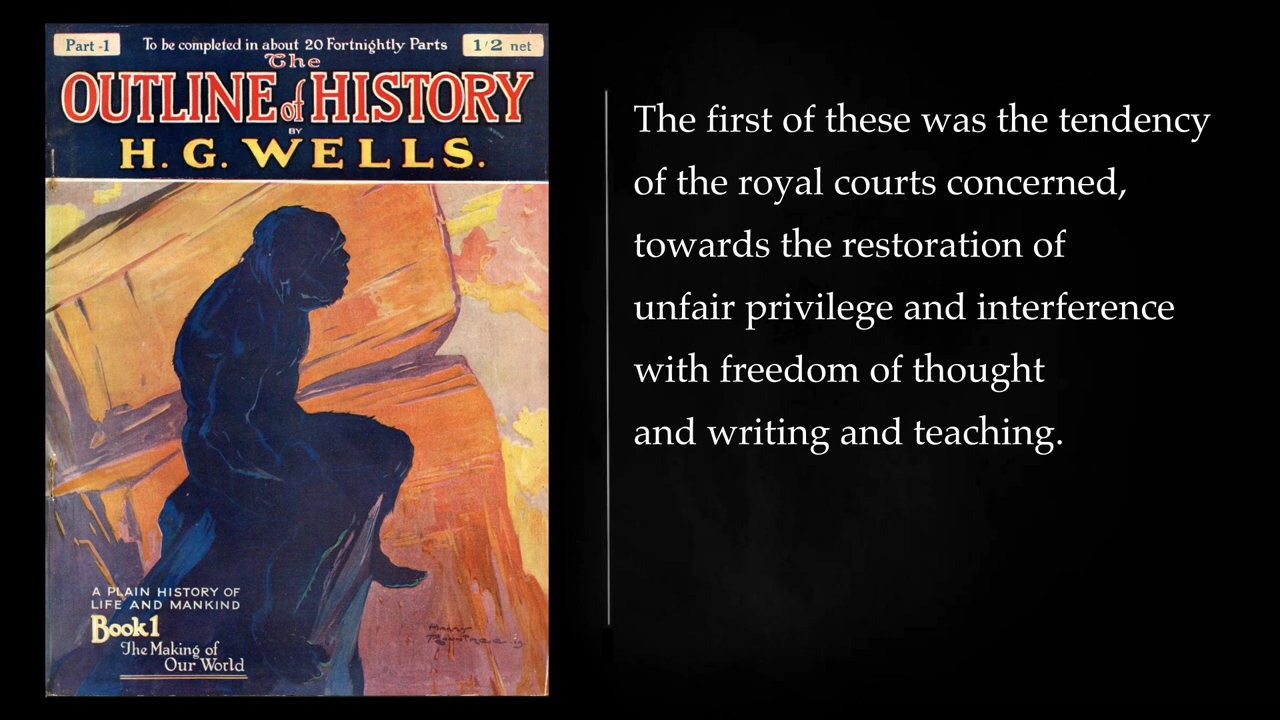 Part -1
To be completed in about 20 Fortnightly Parts
1/2 net
The
OUTLINE of HISTORY
BY
H. G. WELLS.
A PLAIN HISTORY OF
LIFE AND MANKIND
Book 1
The Making of
Our World
The first of these was the tendency
of the royal courts concerned,
towards the restoration of
unfair privilege and interference
with freedom of thought
and writing and teaching.